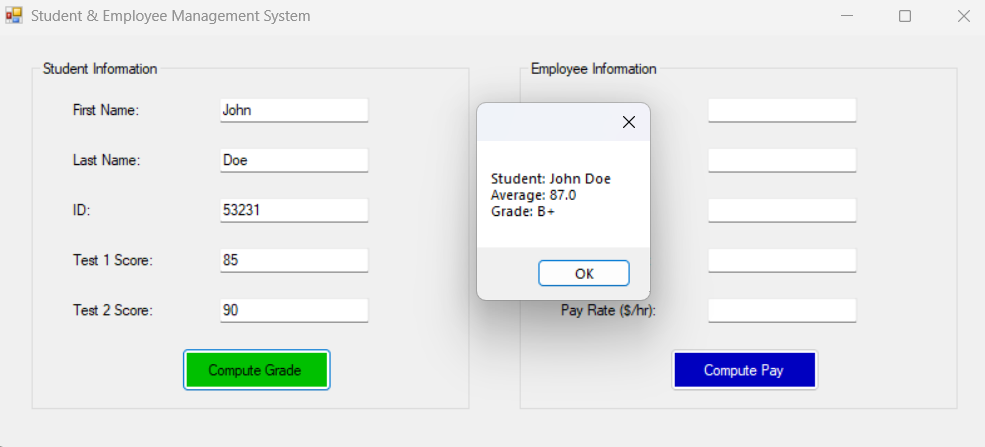 Student & Employee Management System
Student Information
First Name:
John
Last Name:
Doe
ID:
53231
Test 1 Score:
85
Test 2 Score:
90
Compute Grade
Employee Information
Pay Rate ($/hr):
Compute Pay
Student: John Doe
Average: 87.0
Grade: B+
OK